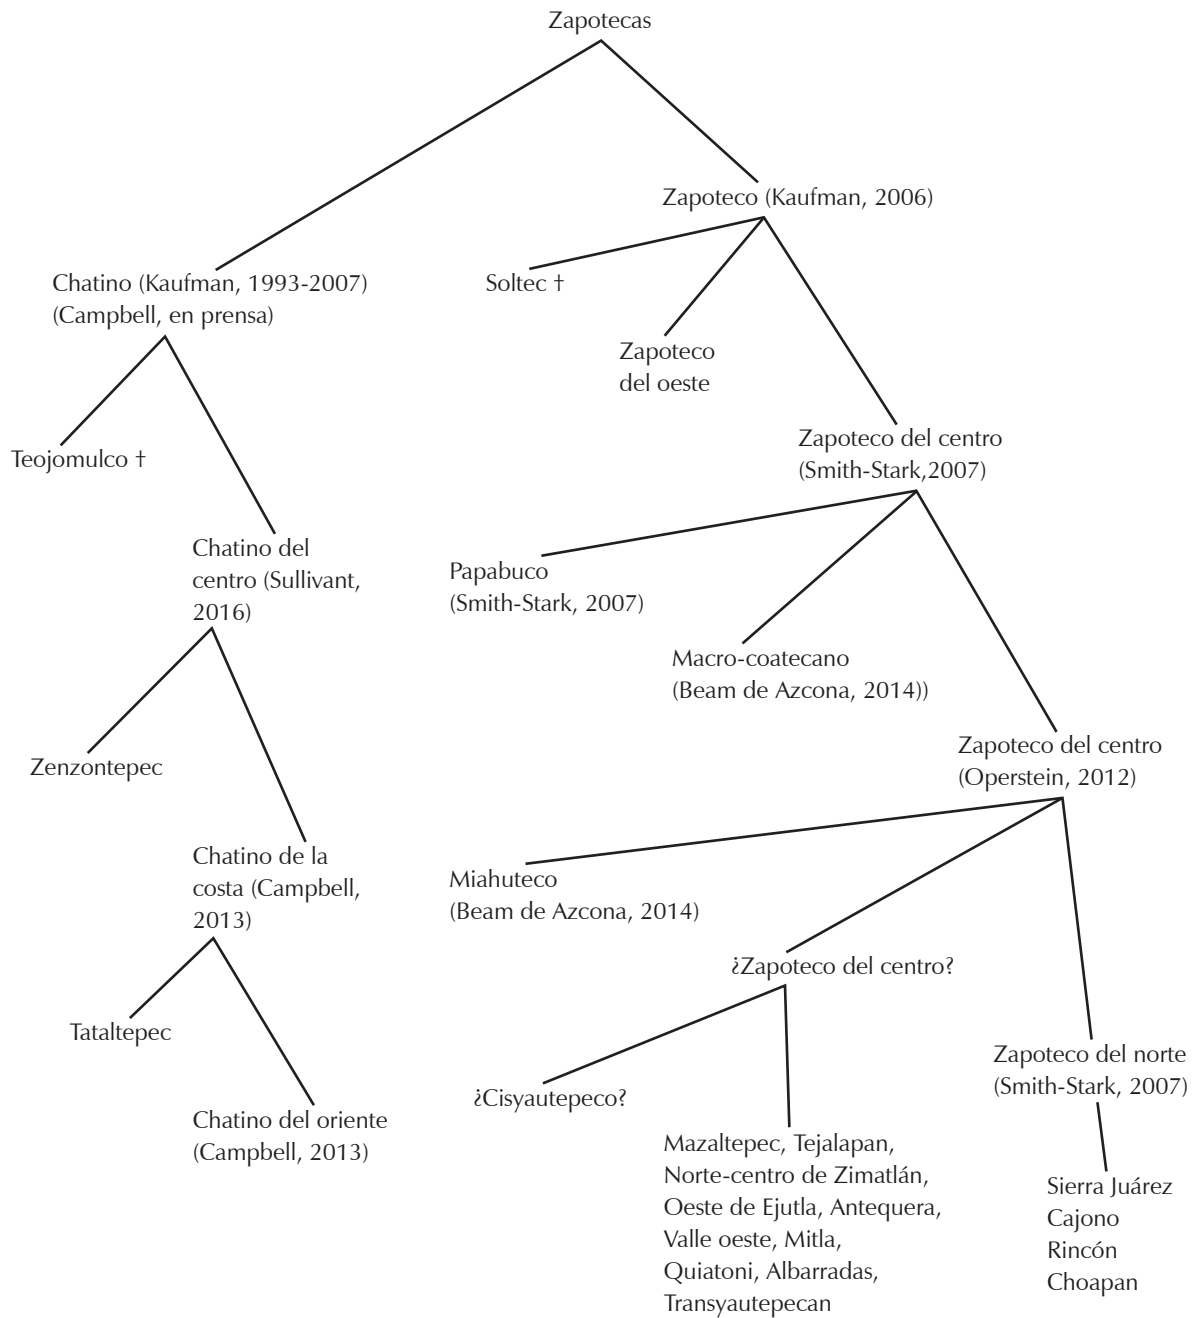 Zapotecas
Zapoteco (Kaufman, 2006)
Chatino (Kaufman, 1993-2007)
(Campbell, en prensa)
Soltec †
Zapoteco
del oeste
Teojomulco †
Zapoteco del centro
(Smith-Stark,2007)
Chatino del
centro (Sullivant,
2016)
Papabuco
(Smith-Stark, 2007)
Macro-coatecano
(Beam de Azcona, 2014))
Zenzontepec
Zapoteco del centro
(Operstein, 2012)
Chatino de la
costa (Campbell,
2013)
Miahuteco
(Beam de Azcona, 2014)
¿Zapoteco del centro?
Tataltepec
Zapoteco del norte
(Smith-Stark, 2007)
¿Cisyautepeco?
Chatino del oriente
(Campbell, 2013)
Mazaltepec, Tejalapan,
Norte-centro de Zimatlán,
Oeste de Ejutla, Antequera,
Valle oeste, Mitla,
Quiatoni, Albarradas,
Transyautepecan
Sierra Juárez
Cajono
Rincón
Choapan